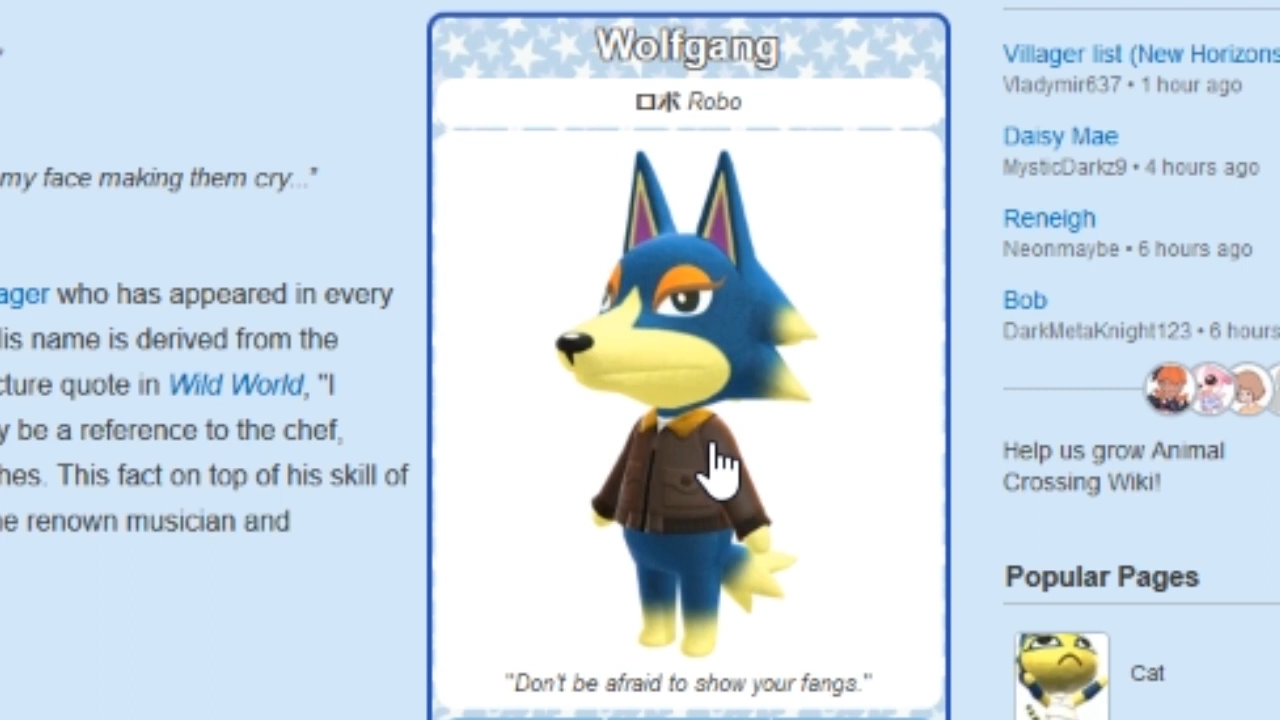 my face making them cry..."
ager who has appeared in every
His name is derived from the
cture quote in Wild World, "I
y be a reference to the chef,
hes. This fact on top of his skill of
he renown musician and
Wolfgang
ロボ Robo
"Don't be afraid to show your fangs."
Villager list (New Horizons
Vladymir637 • 1 hour ago
Daisy Mae
MysticDarkz9 • 4 hours ago
Reneigh
Neonmaybe • 6 hours ago
Bob
DarkMetaKnight123 • 6 hours
Help us grow Animal
Crossing Wiki!
Popular Pages
Cat